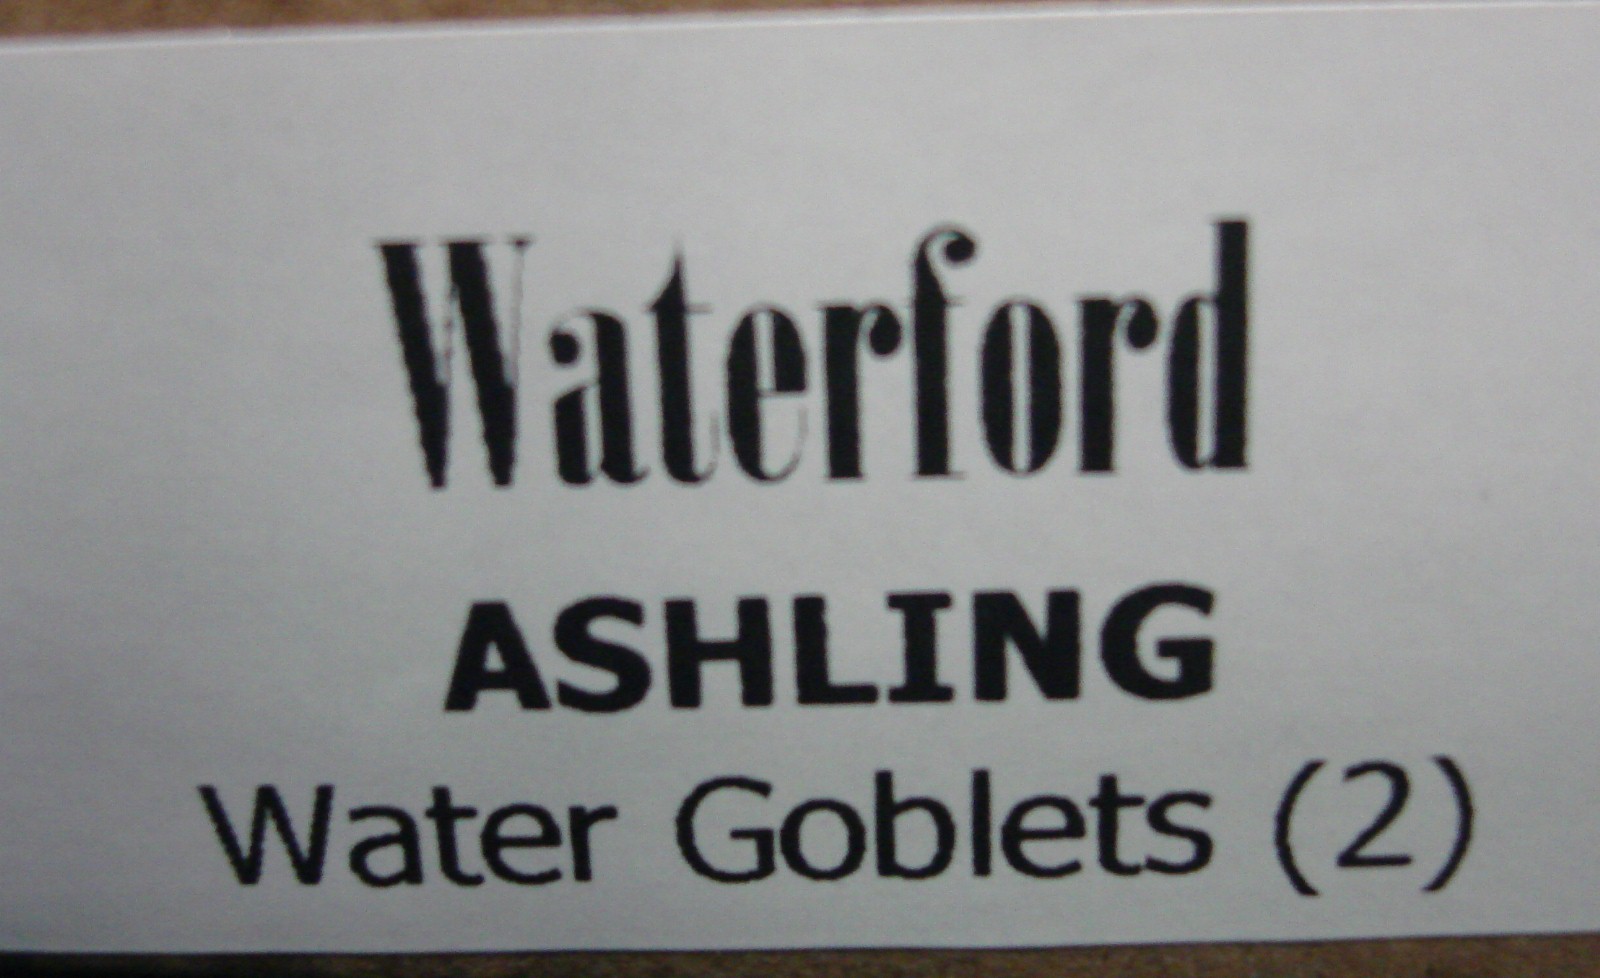 Waterford
ASHLING
Water Goblets (2)